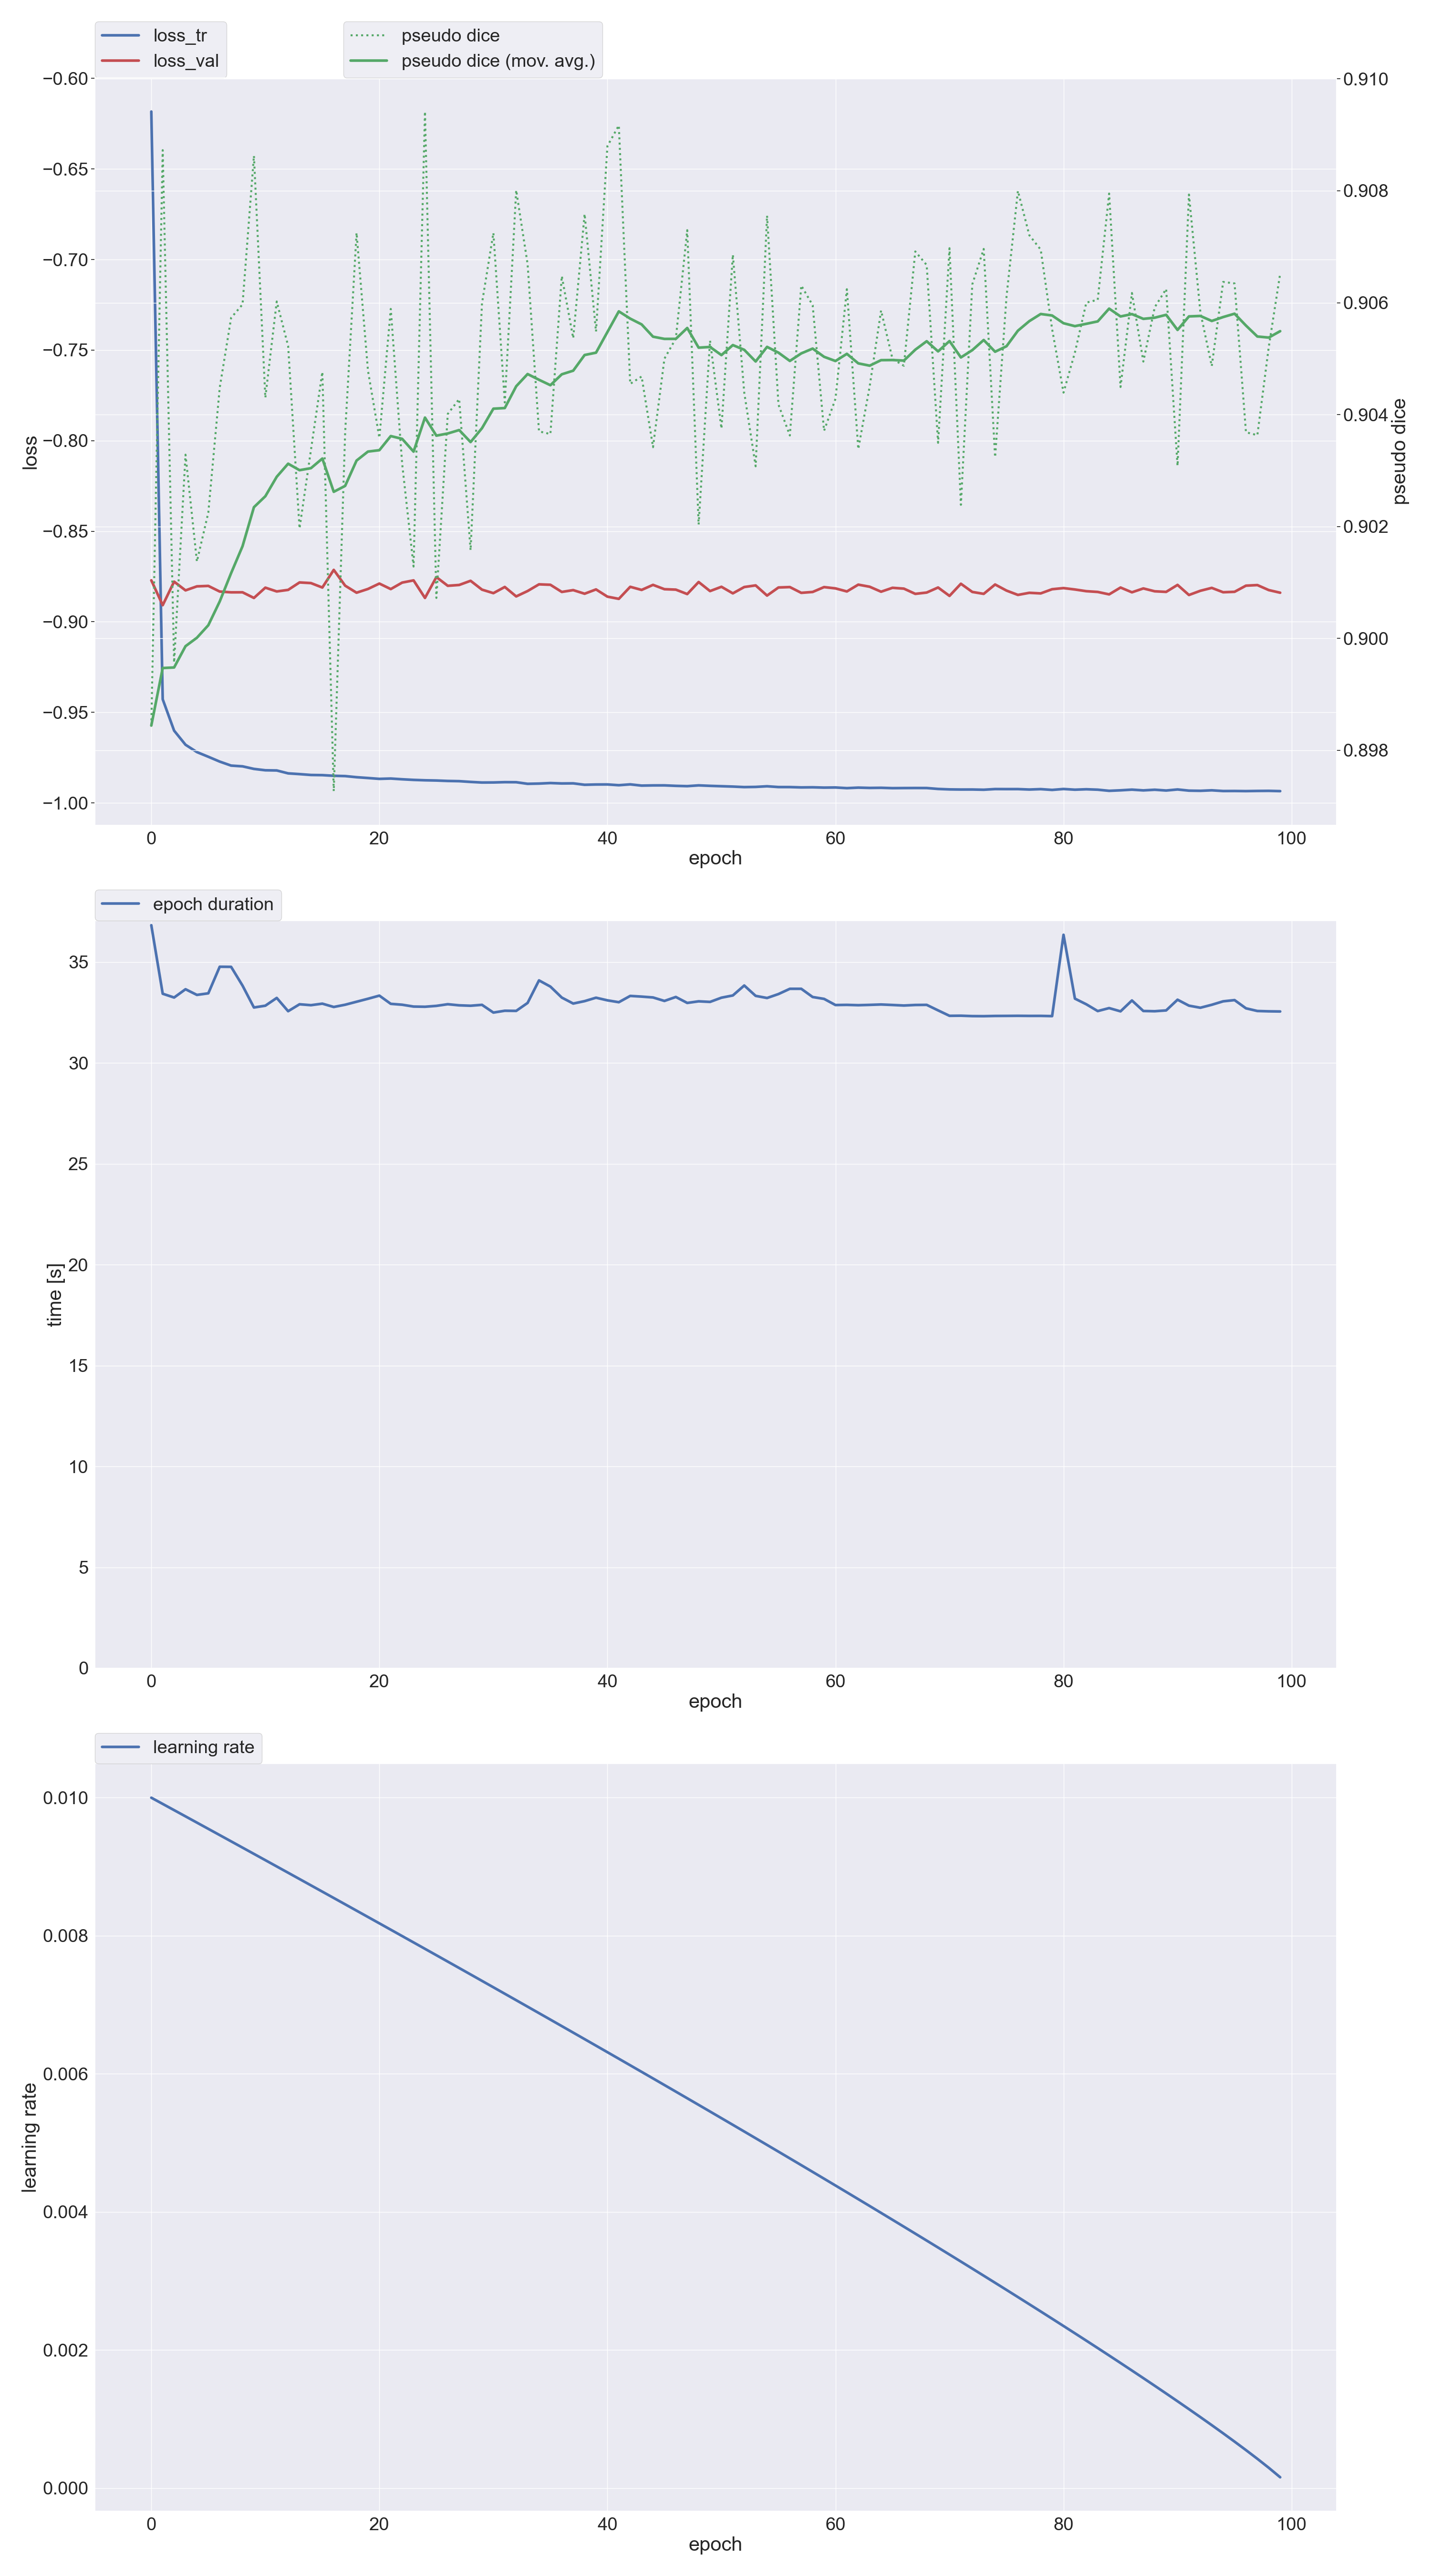 loss_tr
loss_val
pseudo dice
pseudo dice (mov. avg.)
−0.60
−0.65
−0.70
−0.75
−0.80
−0.85
−0.90
−0.95
−1.00
loss
0.910
0.908
0.906
0.904
0.902
0.900
0.898
pseudo dice
0 20 40 60 80 100
epoch
epoch duration
35
30
25
20
15
10
5
0
time [s]
0 20 40 60 80 100
epoch
learning rate
0.010
0.008
0.006
0.004
0.002
0.000
learning rate
0 20 40 60 80 100
epoch